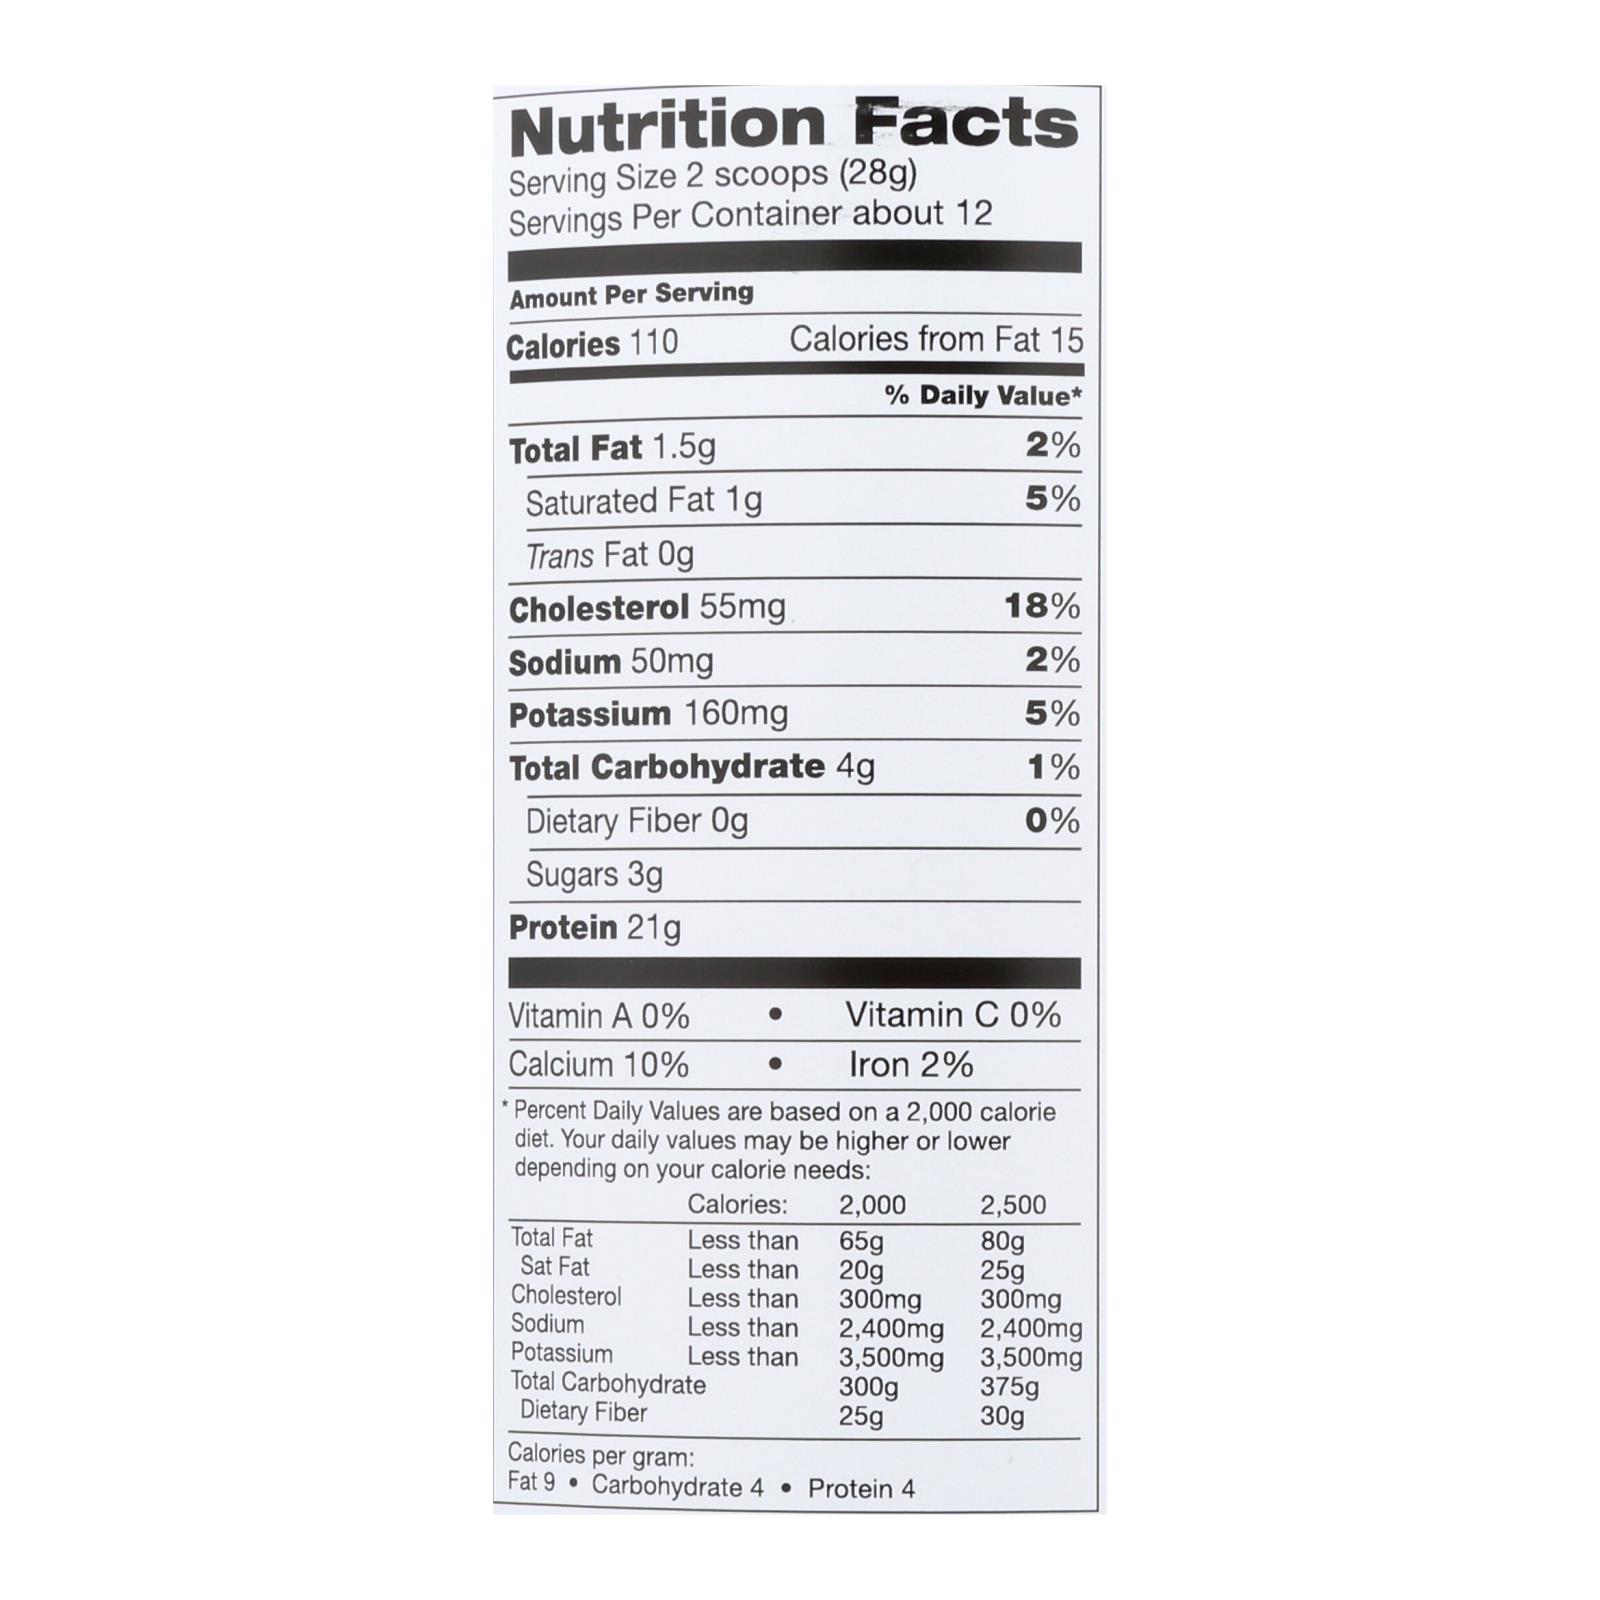 Nutrition Facts
Serving Size 2 scoops (28g)
Servings Per Container about 12
Amount Per Serving
Calories 110 Calories from Fat 15
% Daily Value*
Total Fat 1.5g 2%
Saturated Fat 1g 5%
Trans Fat 0g
Cholesterol 55mg 18%
Sodium 50mg 2%
Potassium 160mg 5%
Total Carbohydrate 4g 1%
Dietary Fiber 0g 0%
Sugars 3g
Protein 21g
Vitamin A 0% • Vitamin C 0%
Calcium 10% • Iron 2%
* Percent Daily Values are based on a 2,000 calorie
diet. Your daily values may be higher or lower
depending on your calorie needs:
Calories: 2,000 2,500
Total Fat Less than 65g 80g
Sat Fat Less than 20g 25g
Cholesterol Less than 300mg 300mg
Sodium Less than 2,400mg 2,400mg
Potassium Less than 3,500mg 3,500mg
Total Carbohydrate 300g 375g
Dietary Fiber 25g 30g
Calories per gram:
Fat 9 • Carbohydrate 4 • Protein 4